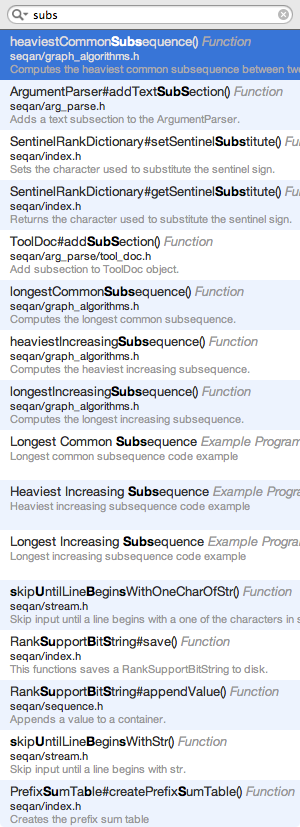 subs
heaviestCommonSubsequence() Function
seqan/graph_algorithms.h
Computes the heaviest common subsequence between two
ArgumentParser#addTextSubSection() Function
seqan/arg_parse.h
Adds a text subsection to the ArgumentParser.
SentinelRankDictionary#setSentinelSubstitute() Function
seqan/index.h
Sets the character used to substitute the sentinel sign.
SentinelRankDictionary#getSentinelSubstitute() Function
seqan/index.h
Returns the character used to substitute the sentinel sign.
ToolDoc#addSubSection() Function
seqan/arg_parse/tool_doc.h
Add subsection to ToolDoc object.
longestCommonSubsequence() Function
seqan/graph_algorithms.h
Computes the longest common subsequence.
heaviestIncreasingSubsequence() Function
seqan/graph_algorithms.h
Computes the heaviest increasing subsequence.
longestIncreasingSubsequence() Function
seqan/graph_algorithms.h
Computes the longest increasing subsequence.
Longest Common Subsequence Example Program
Longest common subsequence code example
Heaviest Increasing Subsequence Example Progra
Heaviest increasing subsequence code example
Longest Increasing Subsequence Example Progra
Longest increasing subsequence code example
skipUntilLineBeginsWithOneCharOfStr() Function
seqan/stream.h
Skip input until a line begins with a one of the characters in s
RankSupportBitString#save() Function
seqan/index.h
This functions saves a RankSupportBitString to disk.
RankSupportBitString#appendValue() Function
seqan/sequence.h
Appends a value to a container.
skipUntilLineBeginsWithStr() Function
seqan/stream.h
Skip input until a line begins with str.
PrefixSumTable#createPrefixSumTable() Function
seqan/index.h
Creates the prefix sum table